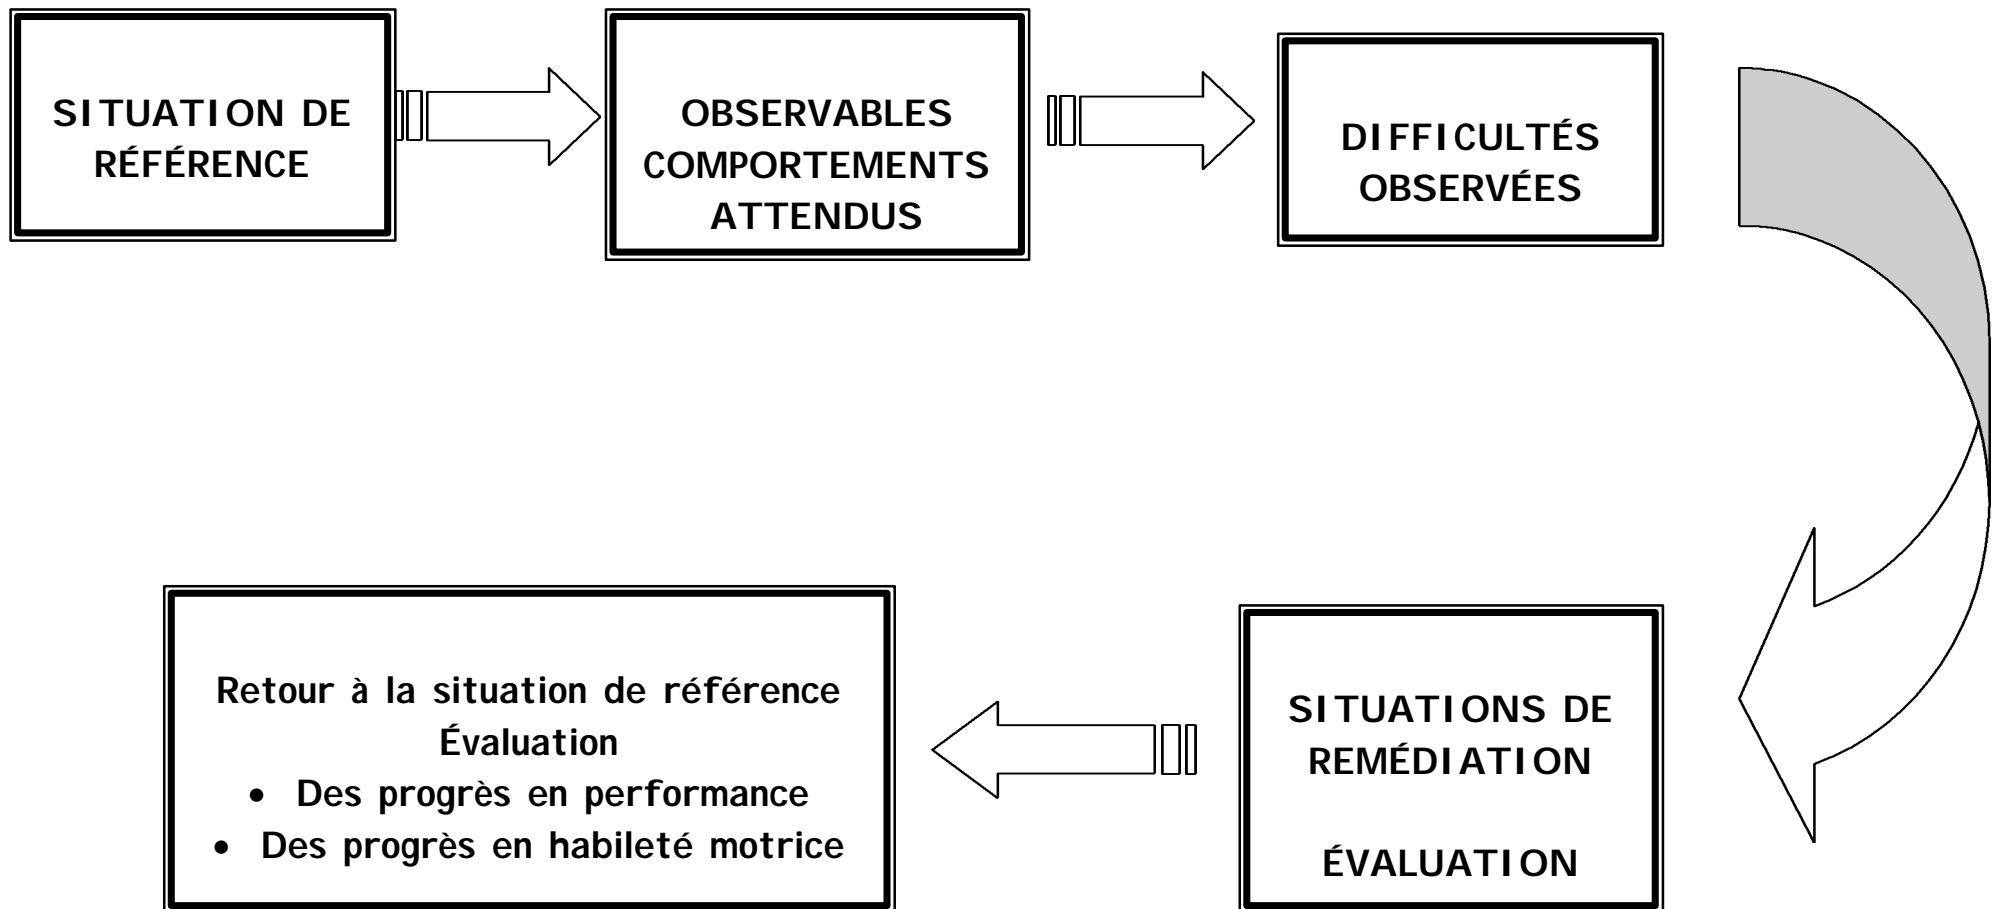 SITUATION DE
RÉFÉRENCE
OBSERVABLES
COMPORTEMENTS
ATTENDUS
DIFFICULTÉS
OBSERVÉES
SITUATIONS DE
REMÉDIATION
ÉVALUATION
Retour à la situation de référence
Évaluation
• Des progrès en performance
• Des progrès en habileté motrice